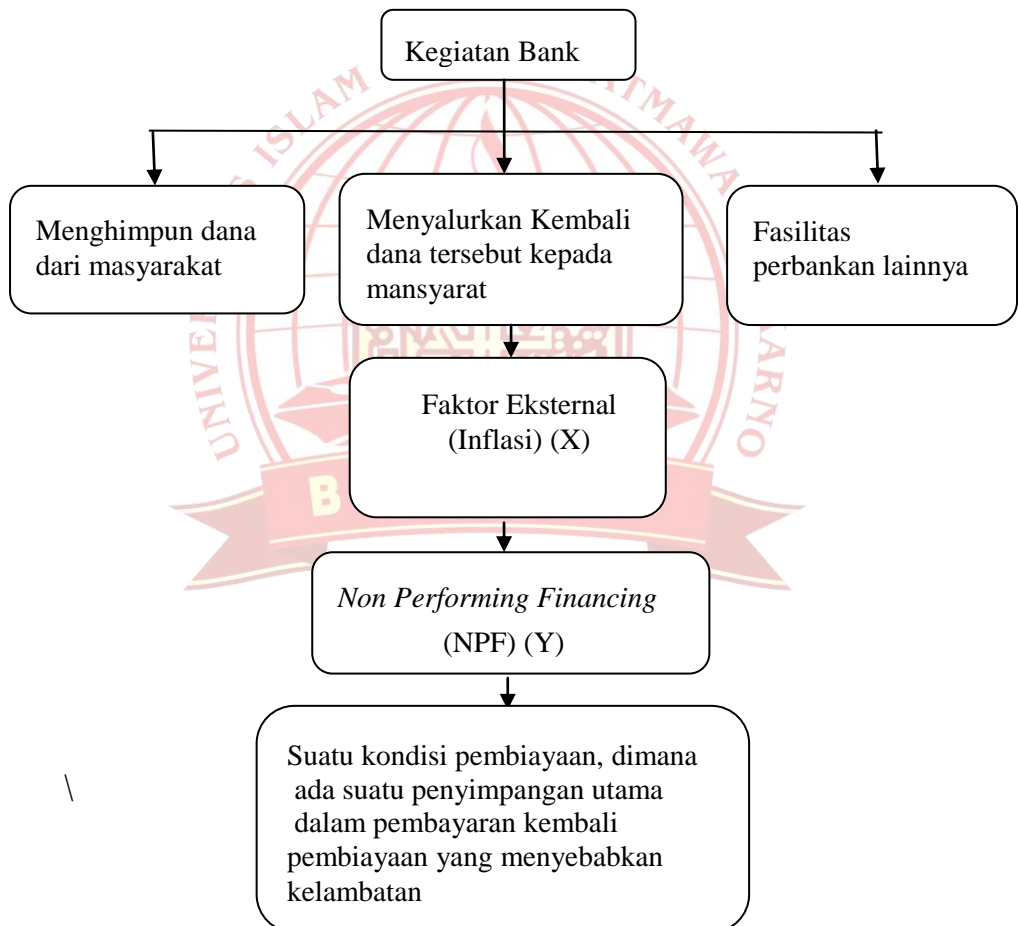 Kegiatan Bank
Menghimpun dana
dari masyarakat
Menyalurkan Kembali
dana tersebut kepada
mansyarat
Fasilitas
perbankan lainnya
Faktor Eksternal
(Inflasi) (X)
Non Performing Financing
(NPF) (Y)
Suatu kondisi pembiayaan, dimana
ada suatu penyimpangan utama
dalam pembayaran kembali
pembiayaan yang menyebabkan
kelambatan
\
ISLAM
B